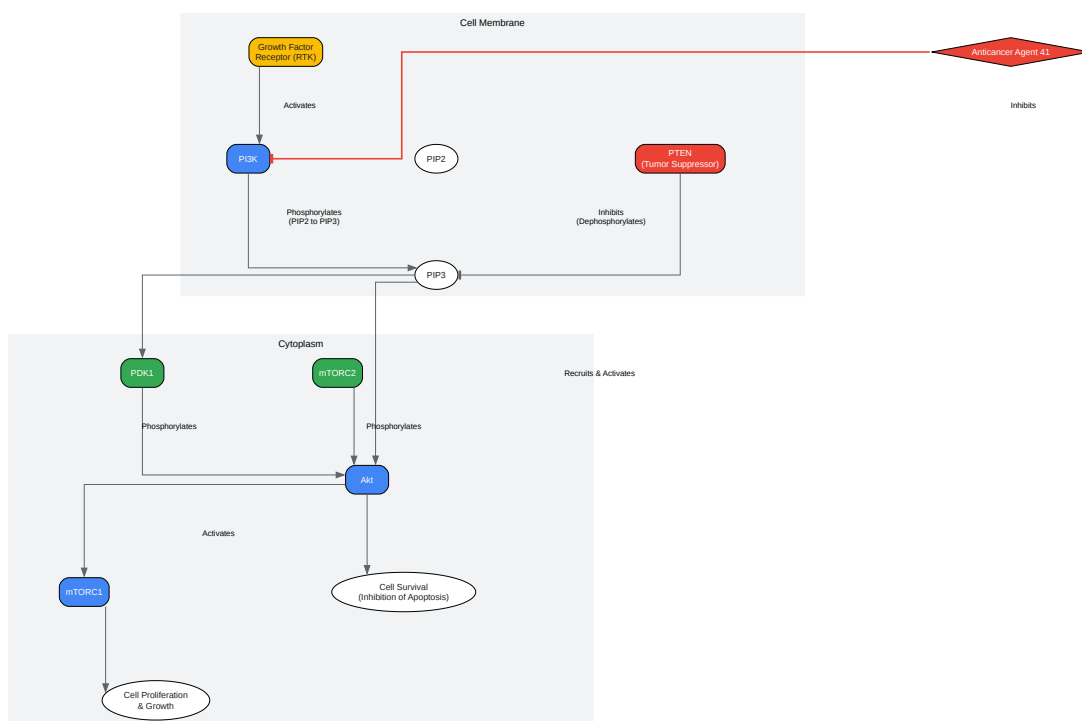 Cell Membrane
Growth Factor
Receptor (RTK)
Anticancer Agent 41
Activates
Inhibits
PI3K
PIP2
PTEN
(Tumor Suppressor)
Phosphorylates
(PIP2 to PIP3)
Inhibits
(Dephosphorylates)
PIP3
Cytoplasm
PDK1
mTORC2
Recruits & Activates
Phosphorylates
Phosphorylates
Akt
Activates
mTORC1
Cell Survival
(Inhibition of Apoptosis)
Cell Proliferation
& Growth